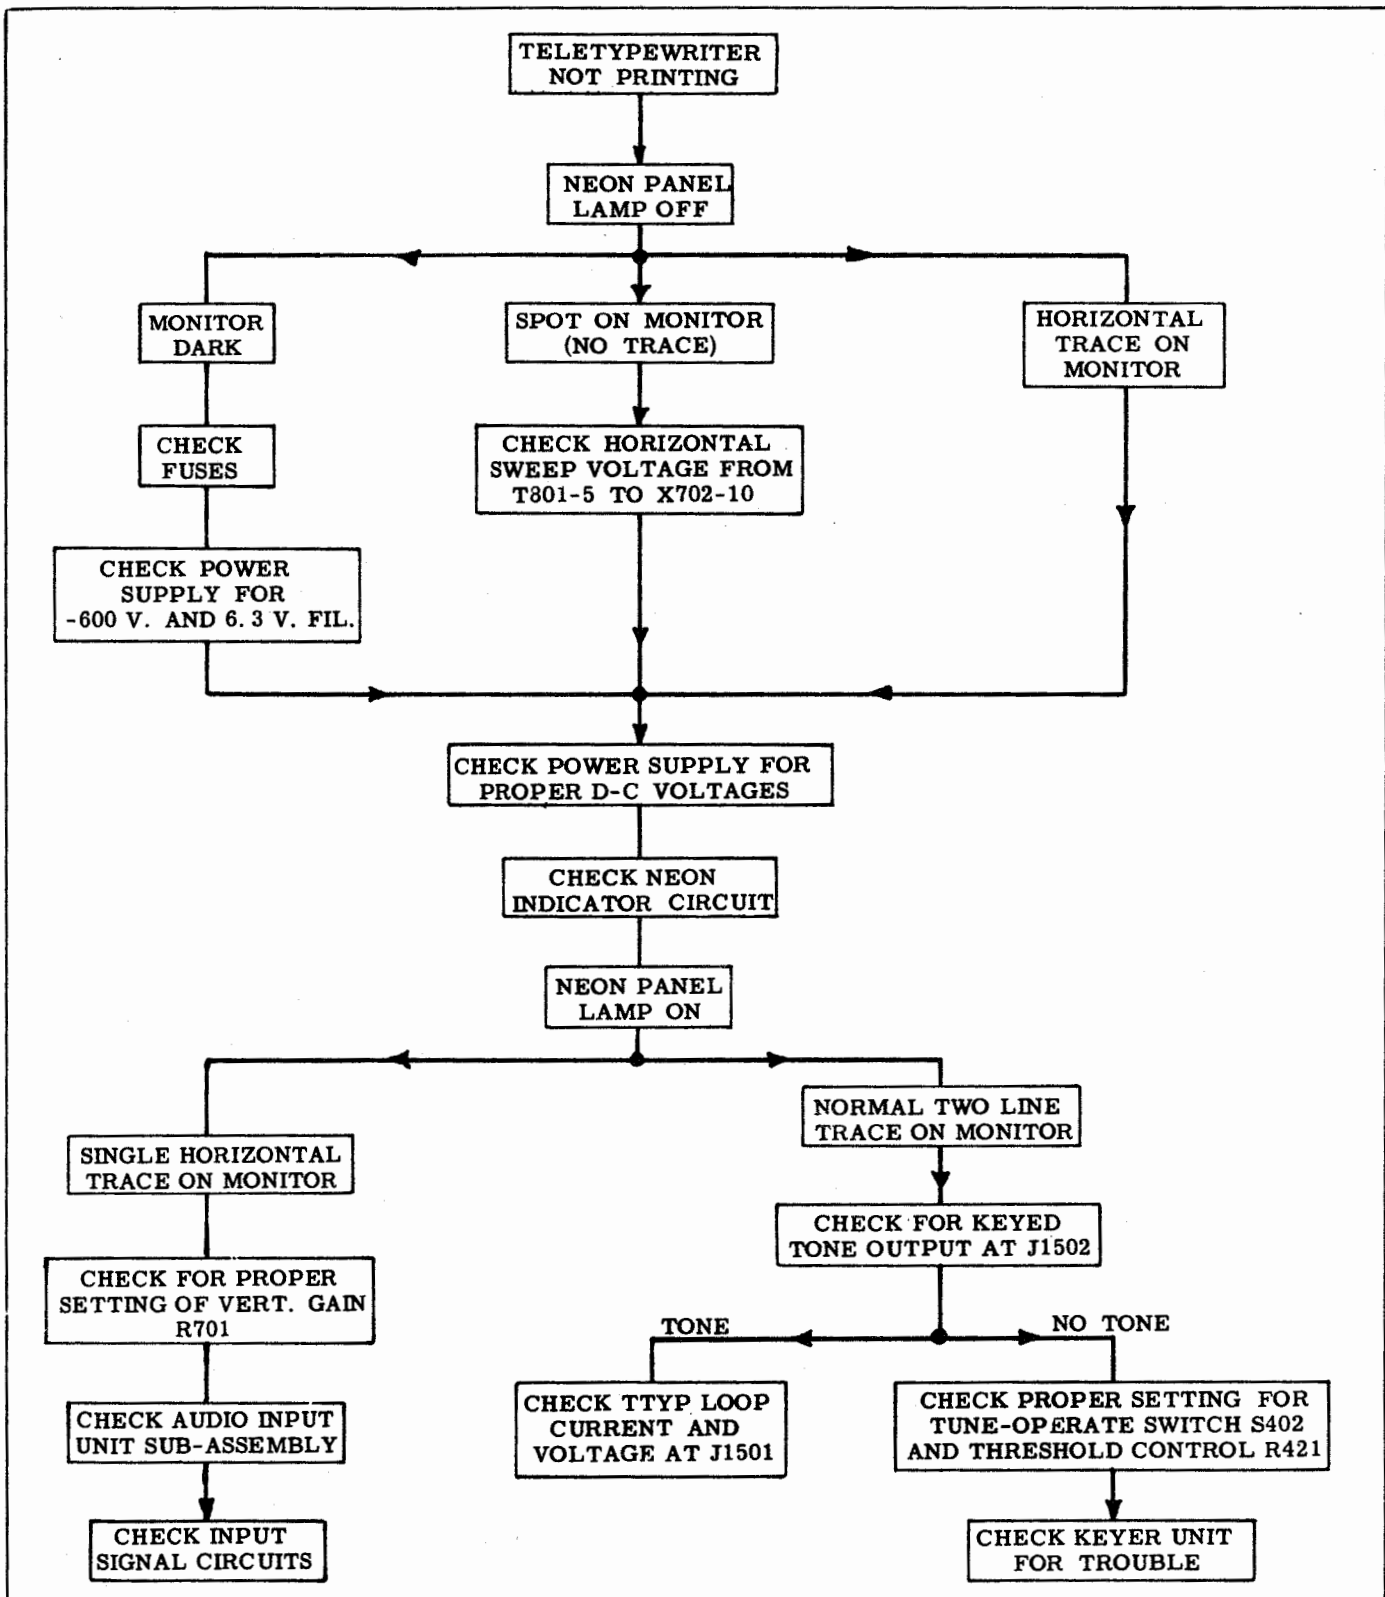 TELETYPEWRITER
NOT PRINTING
NEON PANEL
LAMP OFF
MONITOR
DARK
SPOT ON MONITOR
(NO TRACE)
HORIZONTAL
TRACE ON
MONITOR
CHECK
FUSES
CHECK HORIZONTAL
SWEEP VOLTAGE FROM
T801-5 TO X702-10
CHECK POWER
SUPPLY FOR
-600 V. AND 6.3 V. FIL.
CHECK POWER SUPPLY FOR
PROPER D-C VOLTAGES
CHECK NEON
INDICATOR CIRCUIT
NEON PANEL
LAMP ON
SINGLE HORIZONTAL
TRACE ON MONITOR
NORMAL TWO LINE
TRACE ON MONITOR
CHECK FOR KEYED
TONE OUTPUT AT J1502
CHECK FOR PROPER
SETTING OF VERT. GAIN
R701
TONE
NO TONE
CHECK AUDIO INPUT
UNIT SUB-ASSEMBLY
CHECK TTYP LOOP
CURRENT AND
VOLTAGE AT J1501
CHECK PROPER SETTING FOR
TUNE-OPERATE SWITCH S402
AND THRESHOLD CONTROL R421
CHECK INPUT
SIGNAL CIRCUITS
CHECK KEYER UNIT
FOR TROUBLE